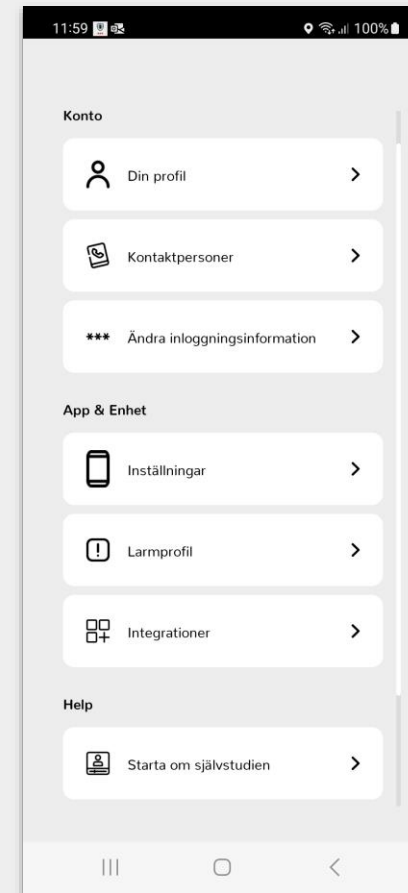 11:59 100%
Konto
Din profil
Kontaktpersoner
*** Ändra inloggningsinformation
App & Enhet
Inställningar
Larmprofil
Integrationer
Help
Starta om självstudien